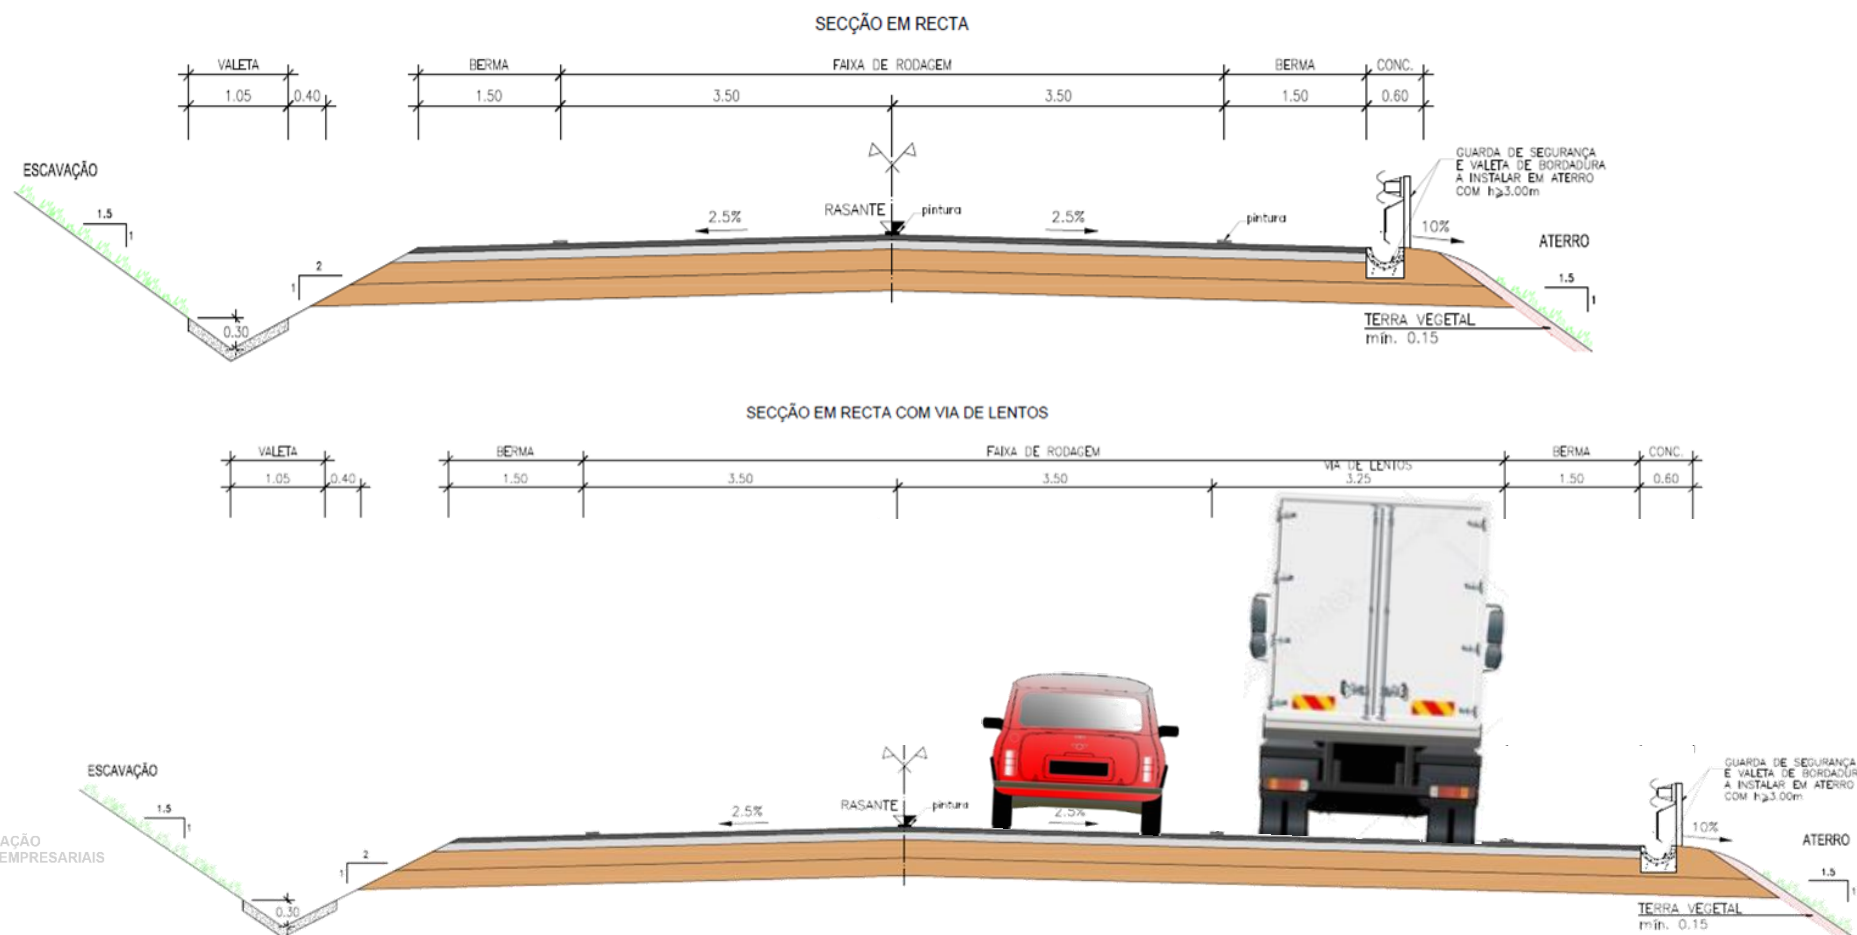 SECÇÃO EM RECTA
VALETA BERMA FAIXA DE RODAGEM BERMA CONC.
1.05 0.40 1.50 3.50 3.50 1.50 0.60
ESCAVAÇÃO
GUARDA DE SEGURANÇA
E VALETA DE BORDADURA
A INSTALAR EM ATERRO
COM h≥3.00m
1.5
1
2.5% RASANTE pintura 2.5% pintura 10%
ATERRO
2
1
1.5
1
0.30
TERRA VEGETAL
mín. 0.15
SECÇÃO EM RECTA COM VIA DE LENTOS
VALETA BERMA FAIXA DE RODAGEM BERMA CONC.
VIA DE LENTOS
1.05 0.40 1.50 3.50 3.50 3.25 1.50 0.60
ESCAVAÇÃO
GUARDA DE SEGURANÇA
E VALETA DE BORDADUR
A INSTALAR EM ATERRO
COM h≥3.00m
1.5
1
2.5% RASANTE pintura 2.5% 10%
ATERRO
AÇÃO
EMPRESARIAIS
2
1
1.5
1
0.30
TERRA VEGETAL
mín. 0.15